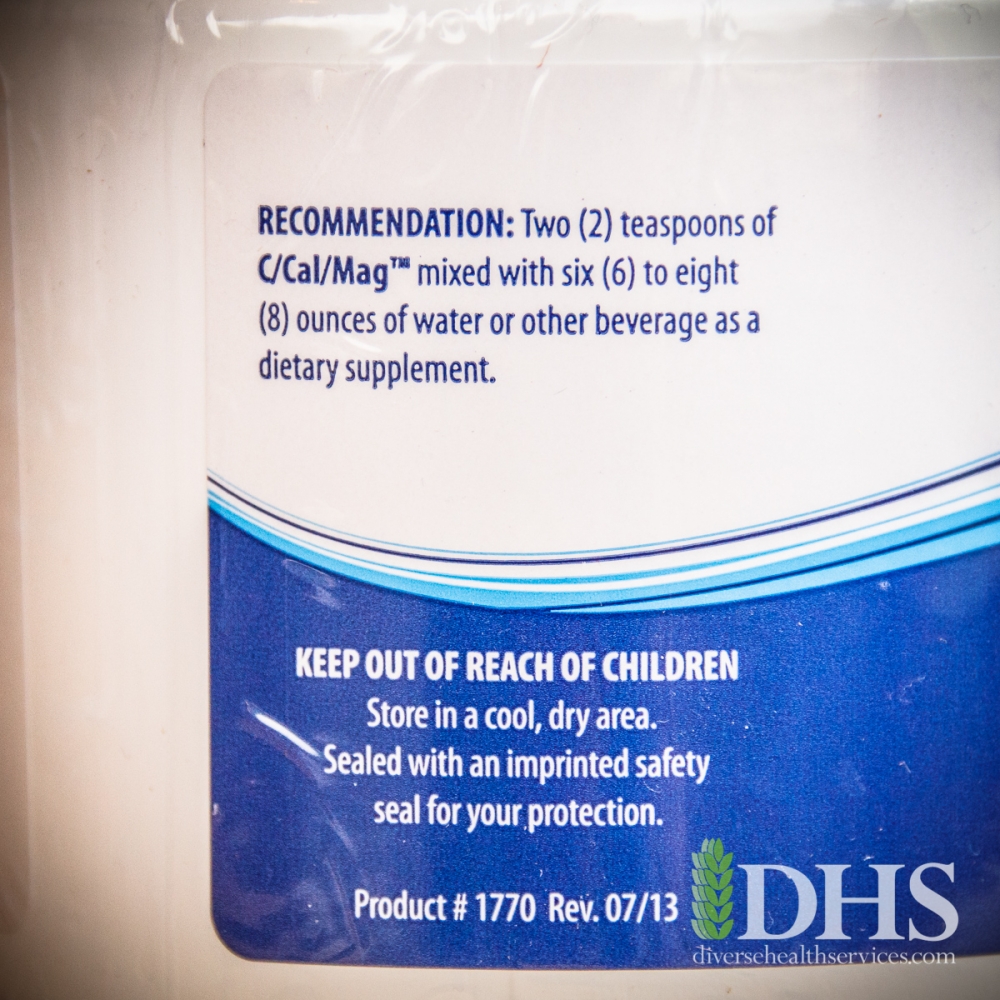 RECOMMENDATION: Two (2) teaspoons of
C/Cal/Mag™ mixed with six (6) to eight
(8) ounces of water or other beverage as a
dietary supplement.
KEEP OUT OF REACH OF CHILDREN
Store in a cool, dry area.
Sealed with an imprinted safety
seal for your protection.
Product # 1770 Rev. 07/13
DHS
diversehealthservices.com